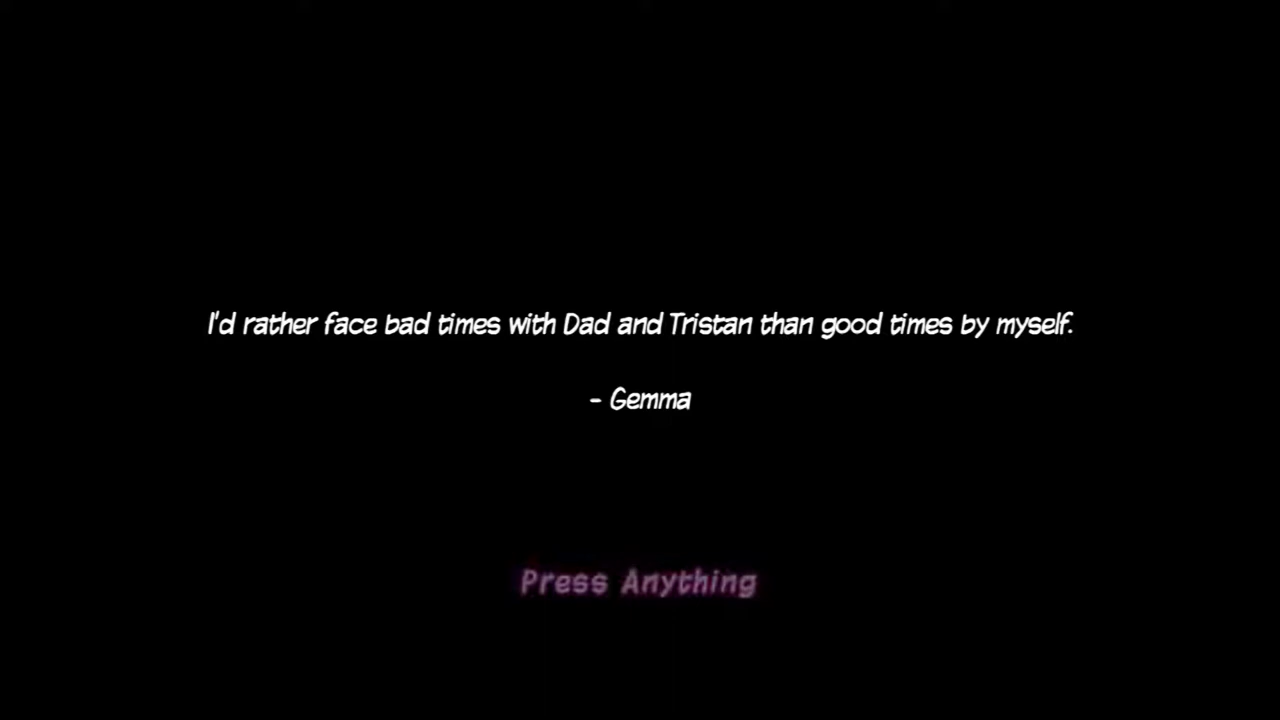 I'd rather face bad times with Dad and Tristan than good times by myself.
- Gemma
Press Anything